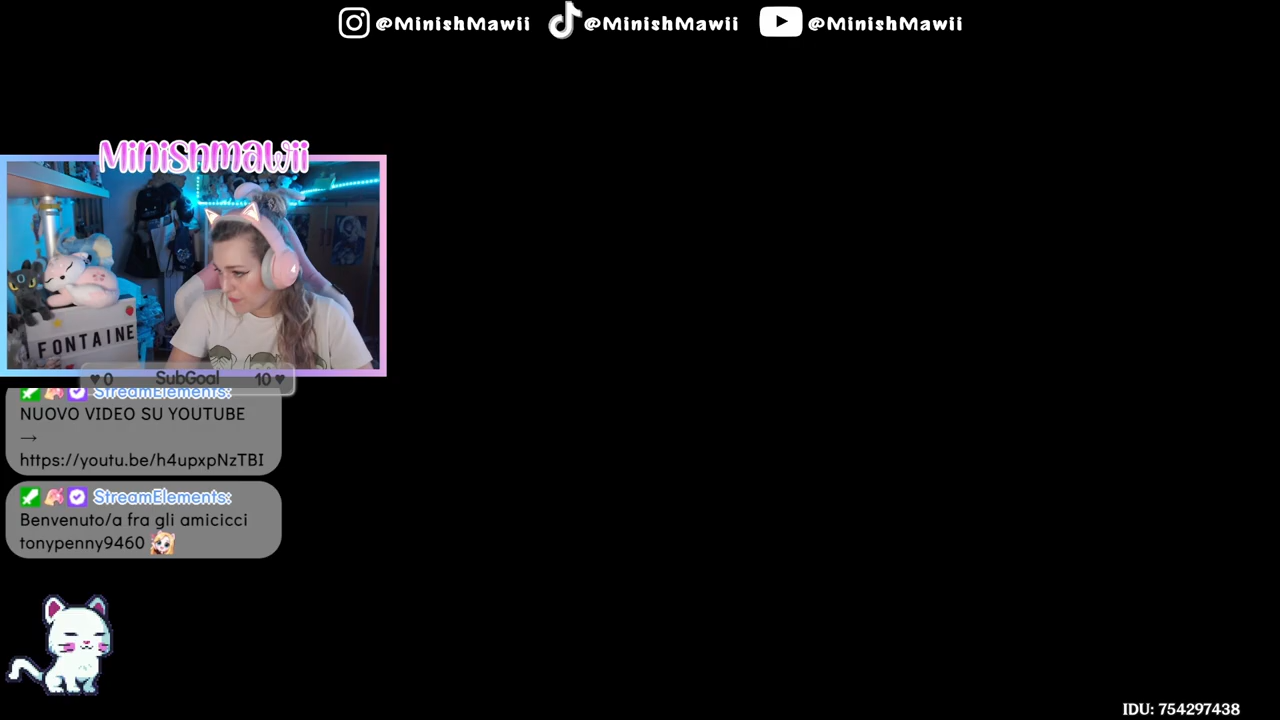 @MinishMawii @MinishMawii @MinishMawii
MiniShmawii
FONTAINE
♥ 0 SubGoal 10 ♥
StreamElements:
NUOVO VIDEO SU YOUTUBE
→
https://youtu.be/h4upxpNzTBI
StreamElements:
Benvenuto/a fra gli amicicci
tonypenny9460
IDU: 754297438